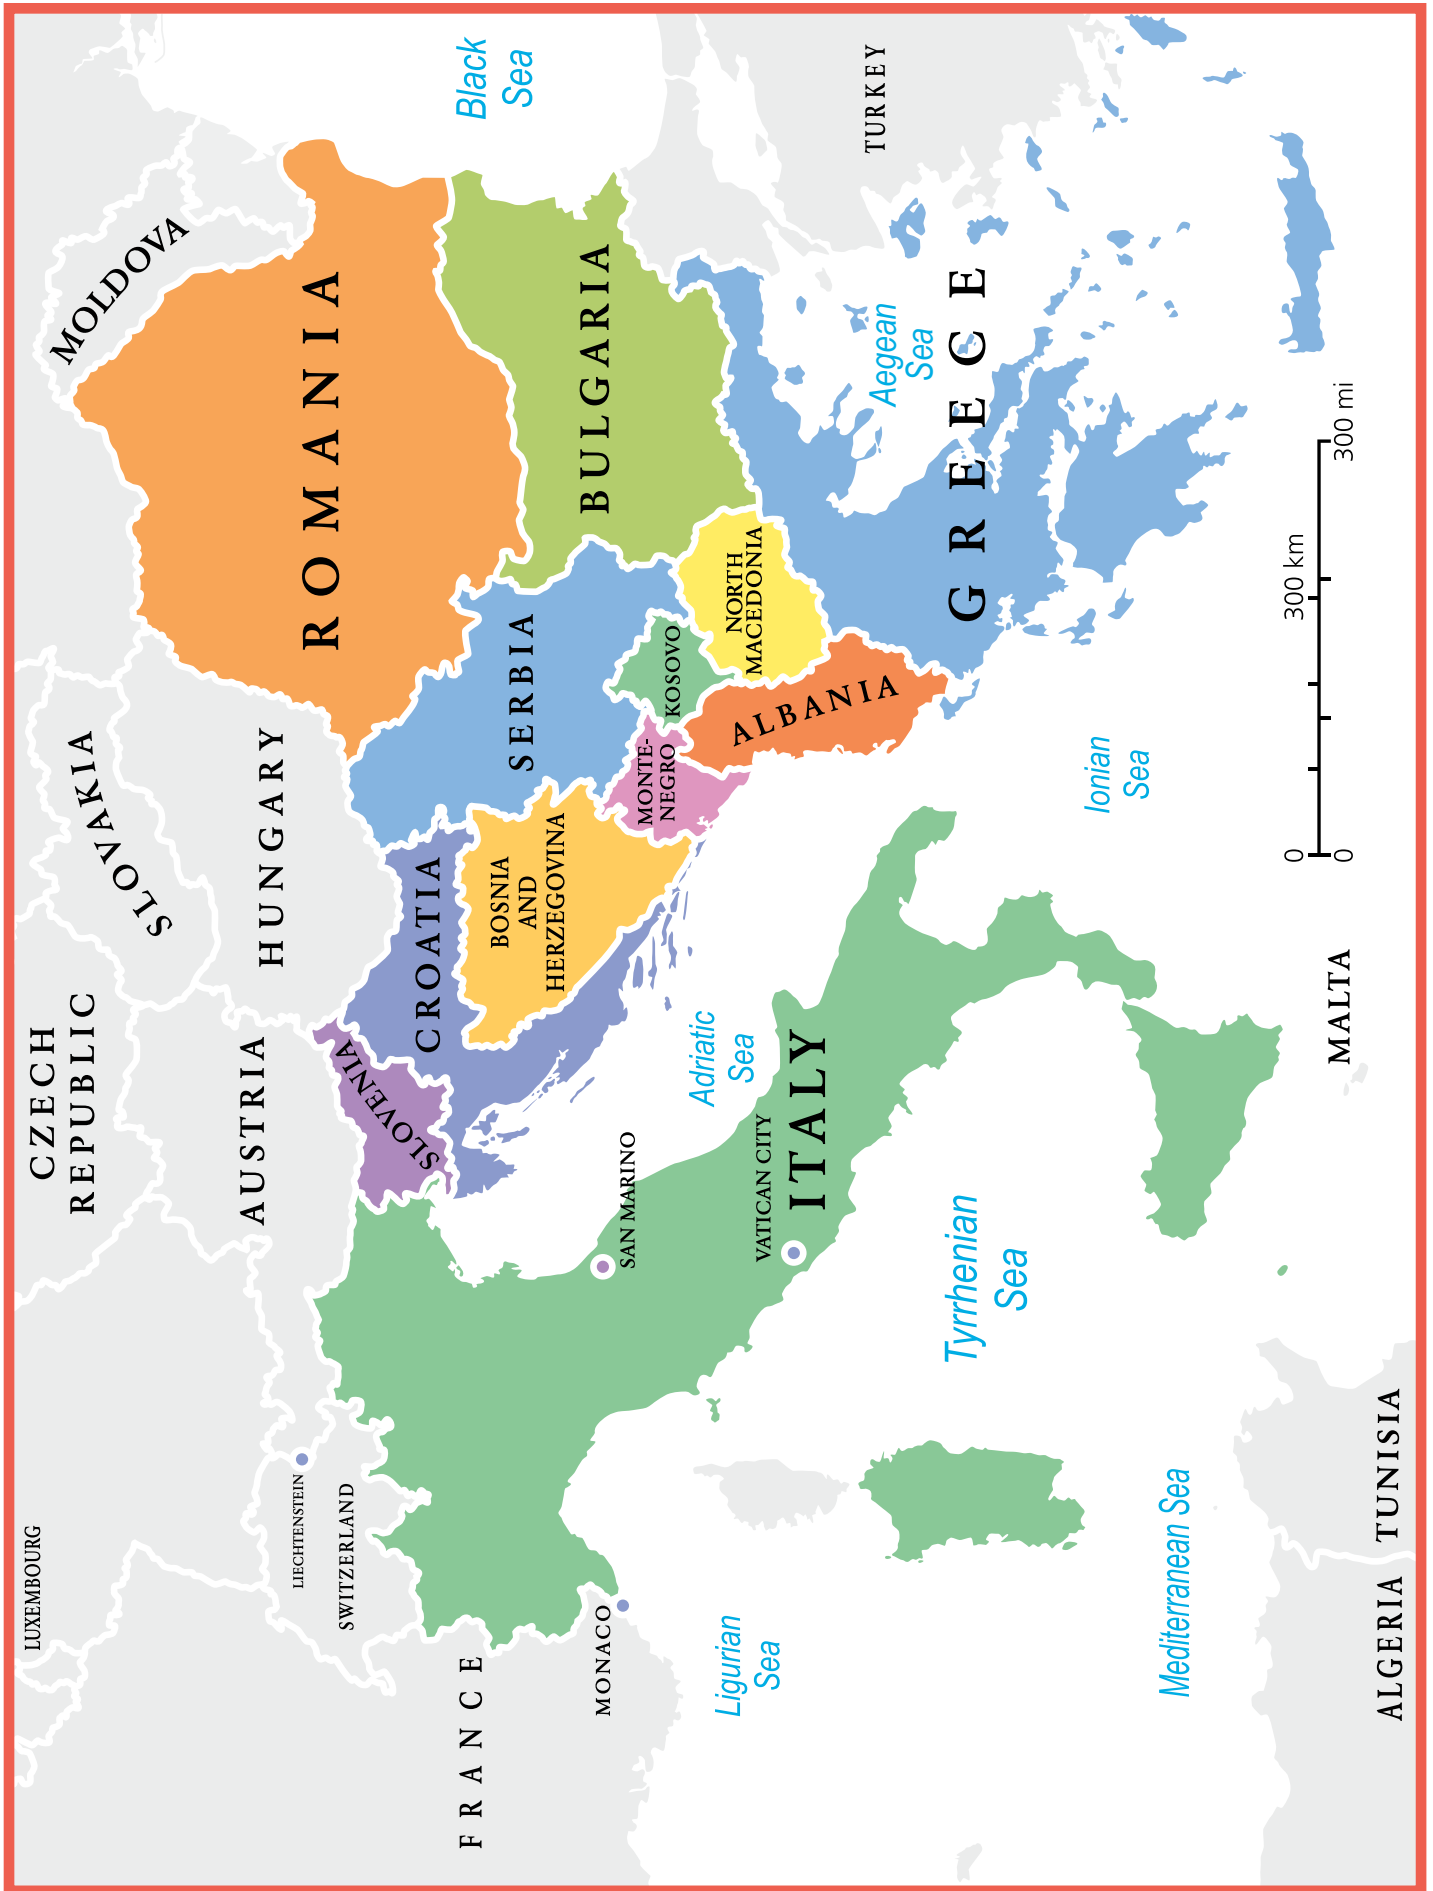 LUXEMBOURG
CZECH
REPUBLIC
SLOVAKIA
MOLDOVA
LIECHTENSTEIN
SWITZERLAND
AUSTRIA
HUNGARY
ROMANIA
FRANCE
SLOVENIA
CROATIA
BOSNIA
AND
HERZEGOVINA
SERBIA
BULGARIA
Black
Sea
MONACO
SAN MARINO
MONTE-
NEGRO
KOSOVO
NORTH
MACEDONIA
Ligurian
Sea
VATICAN CITY
ITALY
Adriatic
Sea
ALBANIA
TURKEY
Aegean
Sea
GREECE
Tyrrhenian
Sea
Ionian
Sea
Mediterranean Sea
0
300 km
0
300 mi
ALGERIA
TUNISIA
MALTA